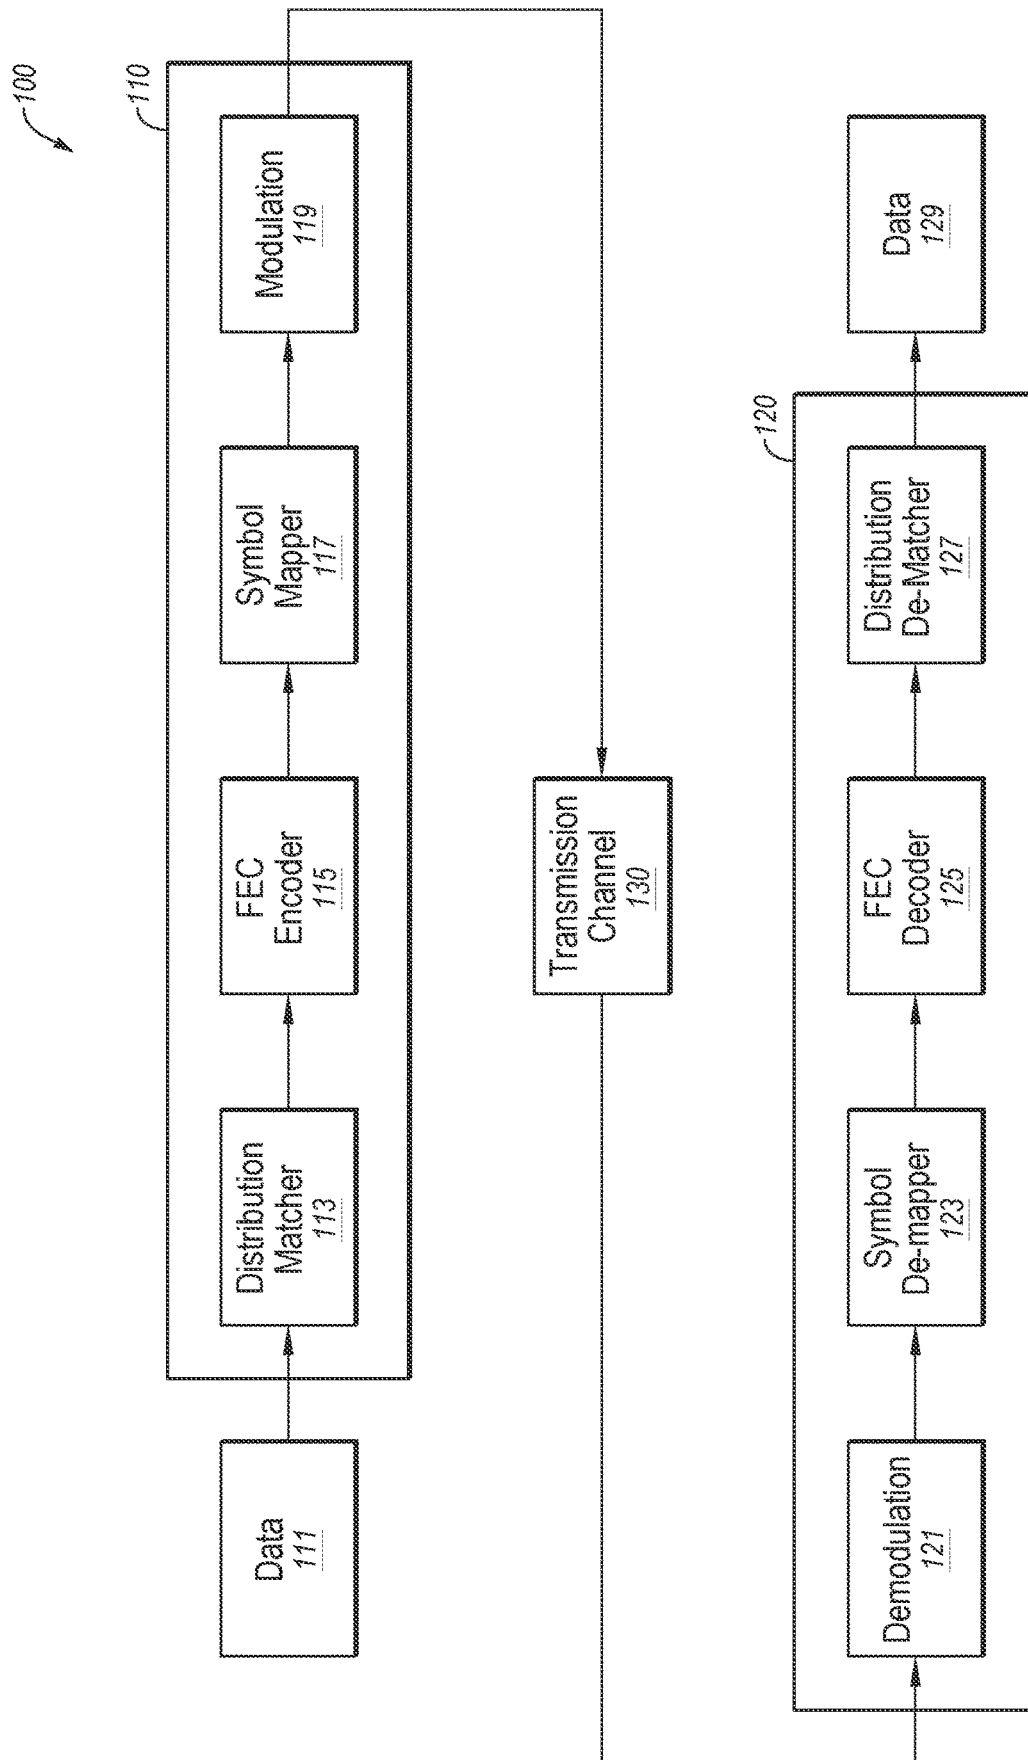 100
110
Data
111
Distribution
Matcher
113
FEC
Encoder
115
Symbol
Mapper
117
Modulation
119
Transmission
Channel
130
120
Demodulation
121
Symbol
De-mapper
123
FEC
Decoder
125
Distribution
De-Matcher
127
Data
129